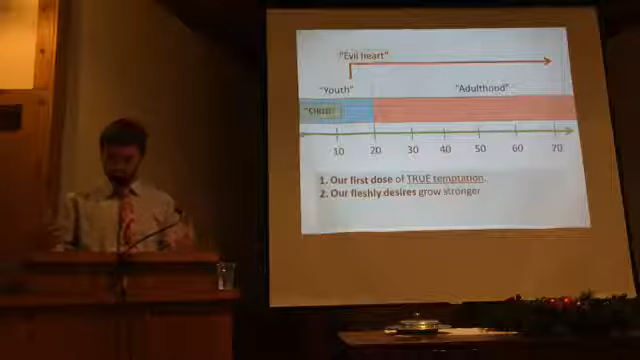 "Evil heart"
"Youth"
"Adulthood"
"Child"
10 20 30 40 50 60 70
1. Our first dose of TRUE temptation.
2. Our fleshly desires grow stronger